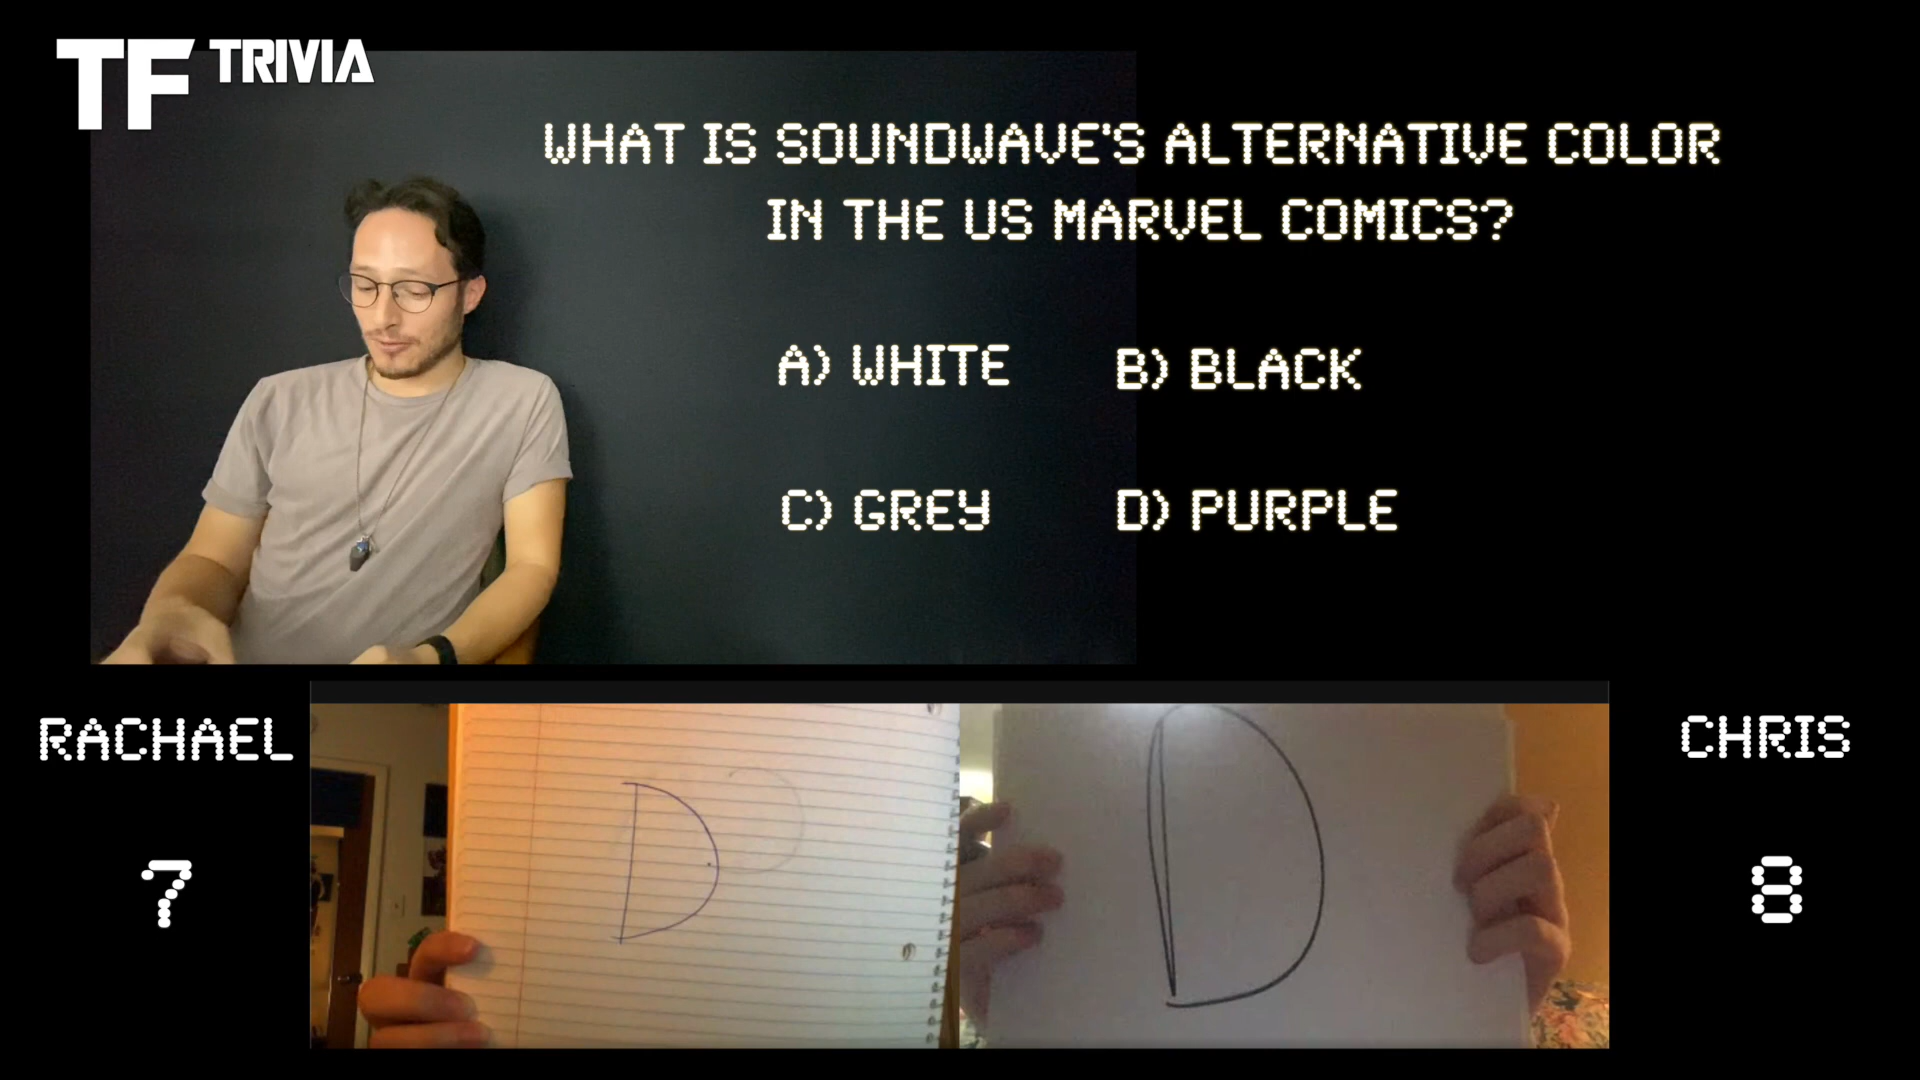 TF TRIVIA
WHAT IS SOUNDWAVE'S ALTERNATIVE COLOR
IN THE US MARVEL COMICS?
A) WHITE B) BLACK
C) GREY D) PURPLE
RACHAEL
7
D
D
CHRIS
8